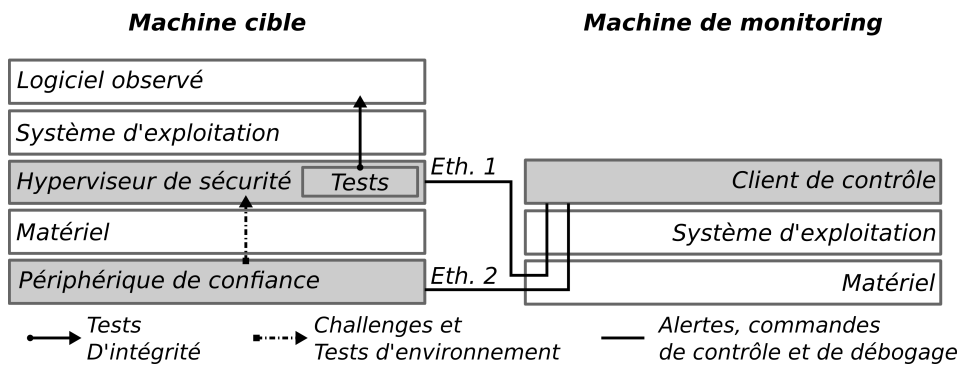 Machine cible
Machine de monitoring
Logiciel observé
Système d'exploitation
Hyperviseur de sécurité
Tests
Eth. 1
Client de contrôle
Matériel
Système d'exploitation
Périphérique de confiance
Eth. 2
Matériel
Tests
D'intégrité
Challenges et
Tests d'environnement
Alertes, commandes
de contrôle et de débogage